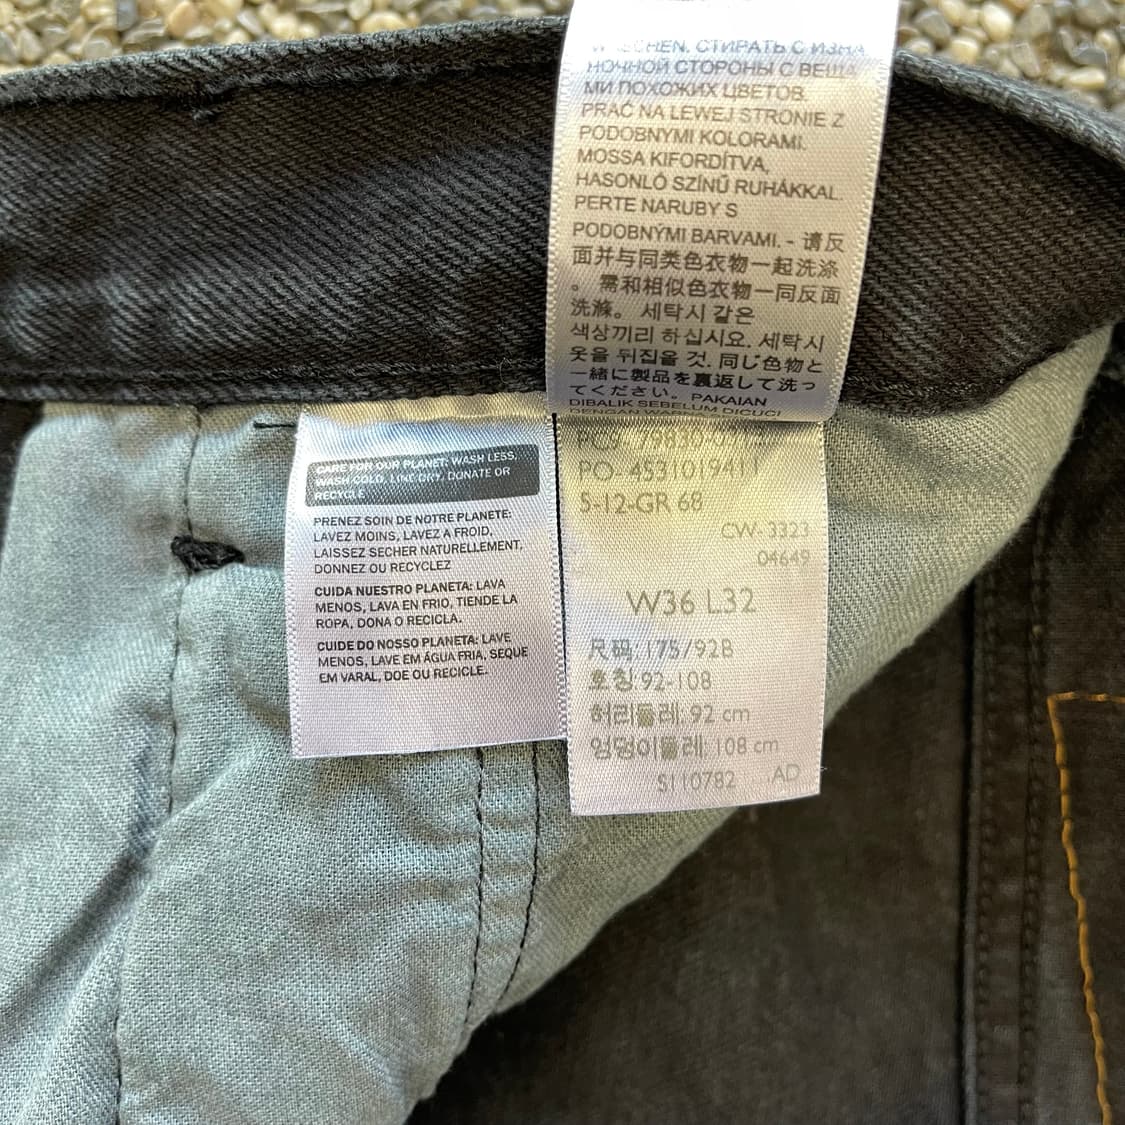 СТИРАТЬ С ИЗНА
НОЧНОЙ СТОРОНЫ С ВЕЩА
МИ ПОХОЖИХ ЦВЕТОВ.
PRAĆ NA LEWEJ STRONIE Z
PODOBNYMI KOLORAMI.
MOSSA KIFORDÍTVA,
HASONLÓ SZÍNŰ RUHÁKKAL.
PERTE NARUBY S
PODOBNÝMI BARVAMI. - 请反
面并与同类色衣物一起洗涤
。 需和相似色衣物一同反面
洗滌。 세탁시 같은
색상끼리 하십시요. 세탁시
옷을 뒤집을 것. 同じ色物と
一緒に製品を裏返して洗っ
てください。 PAKAIAN
DIBALIK SEBELUM DICUCI
CARE FOR OUR PLANET: WASH LESS,
WASH COLD, LINE DRY, DONATE OR
RECYCLE
PRENEZ SOIN DE NOTRE PLANETE:
LAVEZ MOINS, LAVEZ A FROID,
LAISSEZ SECHER NATURELLEMENT,
DONNEZ OU RECYCLEZ
CUIDA NUESTRO PLANETA: LAVA
MENOS, LAVA EN FRIO, TIENDE LA
ROPA, DONA O RECICLA.
CUIDE DO NOSSO PLANETA: LAVE
MENOS, LAVE EM ÁGUA FRIA, SEQUE
EM VARAL, DOE OU RECICLE.
PO- 4531019411
5-12-GR 68
CW- 3323
04649
W36 L32
尺码: 175/92B
호칭: 92-108
허리둘레: 92 cm
엉덩이둘레: 108 cm
S110782 AD